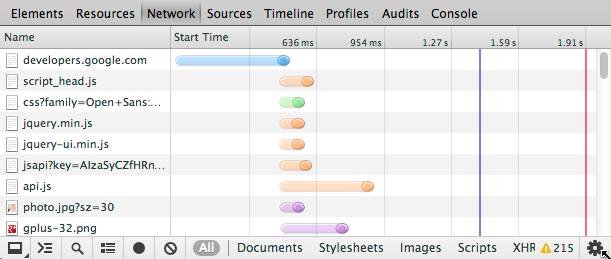 Elements Resources Network Sources Timeline Profiles Audits Console
Name Start Time 636 ms 954 ms 1.27 s 1.59 s 1.91 s
developers.google.com
script_head.js
css?family=Open+Sans:...
jquery.min.js
jquery-ui.min.js
jsapi?key=AIzaSyCZfHRn...
api.js
photo.jpg?sz=30
gplus-32.png
All Documents Stylesheets Images Scripts XHR 215